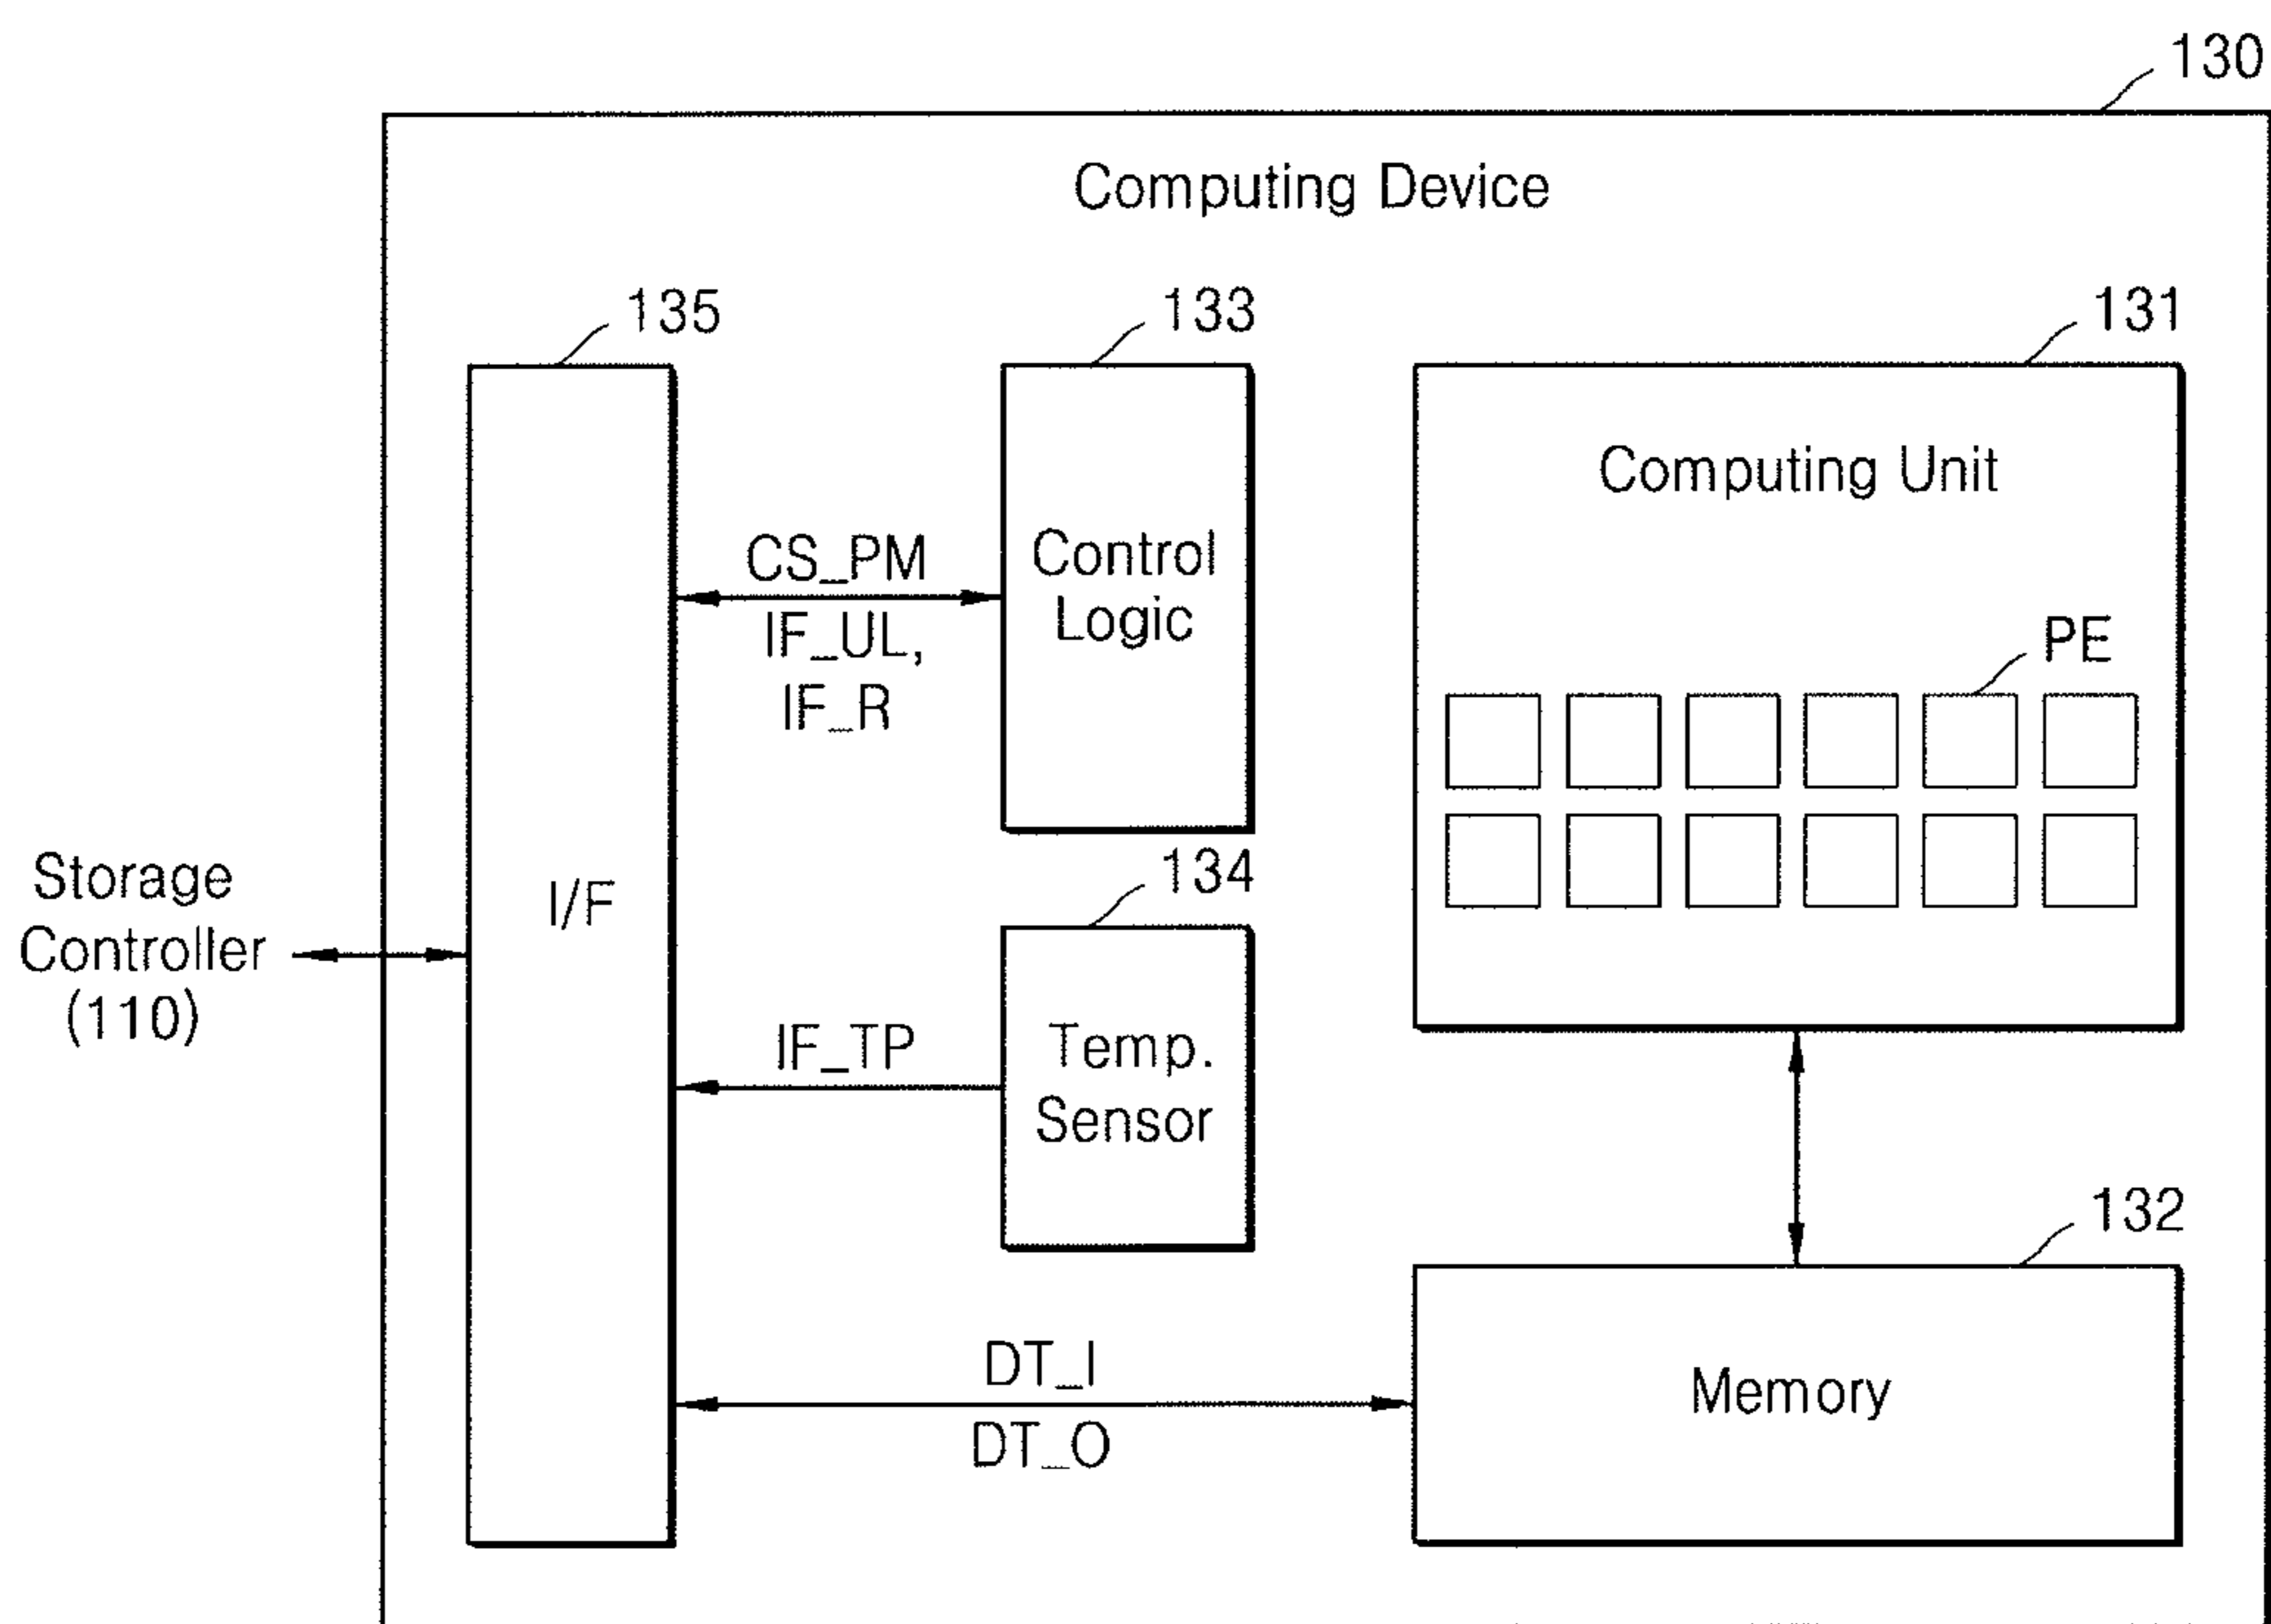 130
Computing Device
135
133
131
Computing Unit
CS_PM
IF_UL,
IF_R
Control
Logic
PE
Storage
Controller
(110)
I/F
134
IF_TP
Temp.
Sensor
132
DT_I
DT_O
Memory